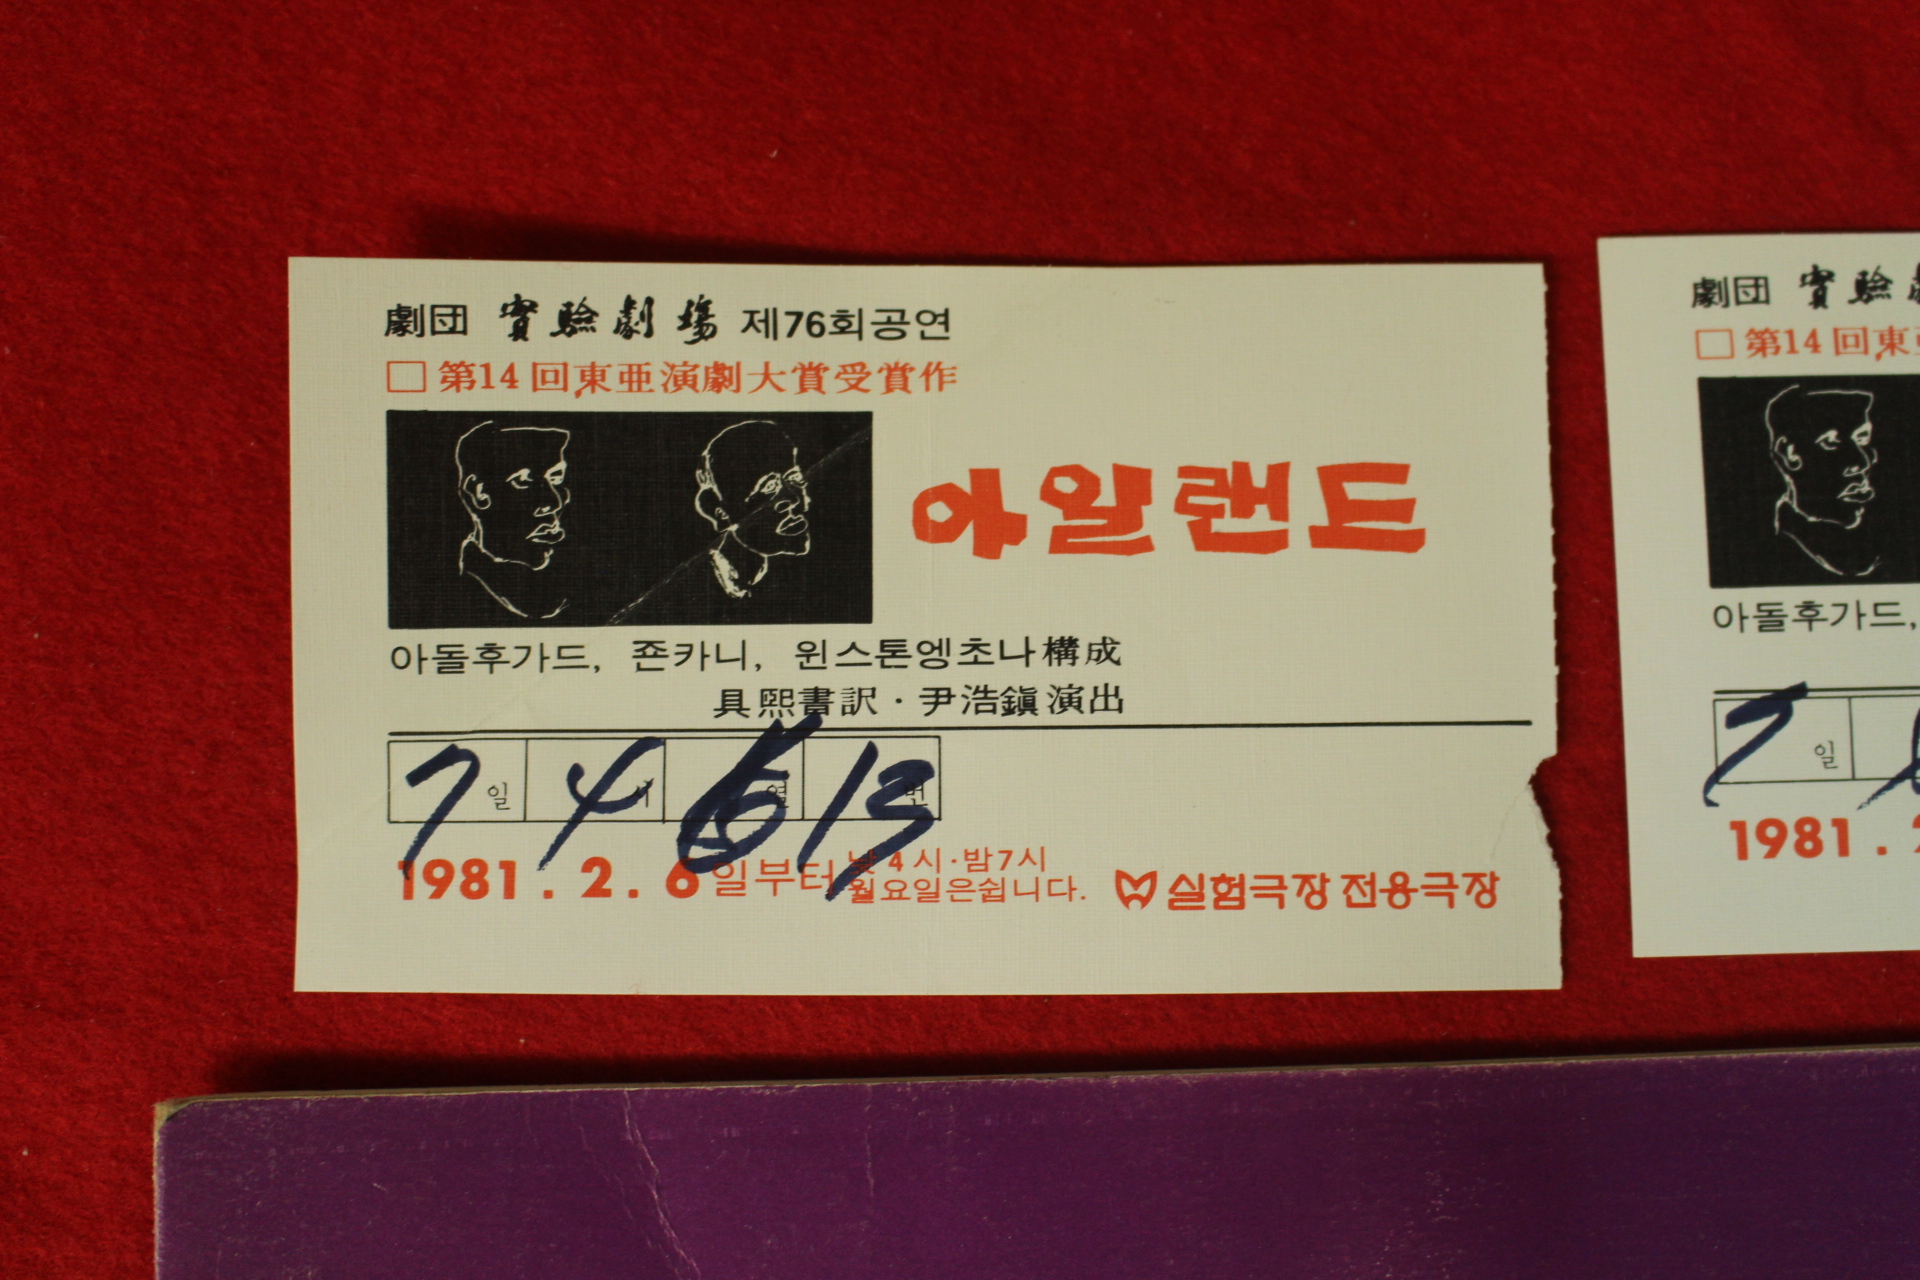 劇団 實驗劇場 제76회공연
□ 第14回東亜演劇大賞受賞作
아일랜드
아돌후가드, 죤카니, 윈스톤엥초나構成
具熙書訳・尹浩鎭演出
7일 4시 6열 13번
1981.2.6일부터 낮4시·밤7시
월요일은쉽니다.
실험극장 전용극장
劇団 實驗
□ 第14回東
아돌후가드,
7일
1981.